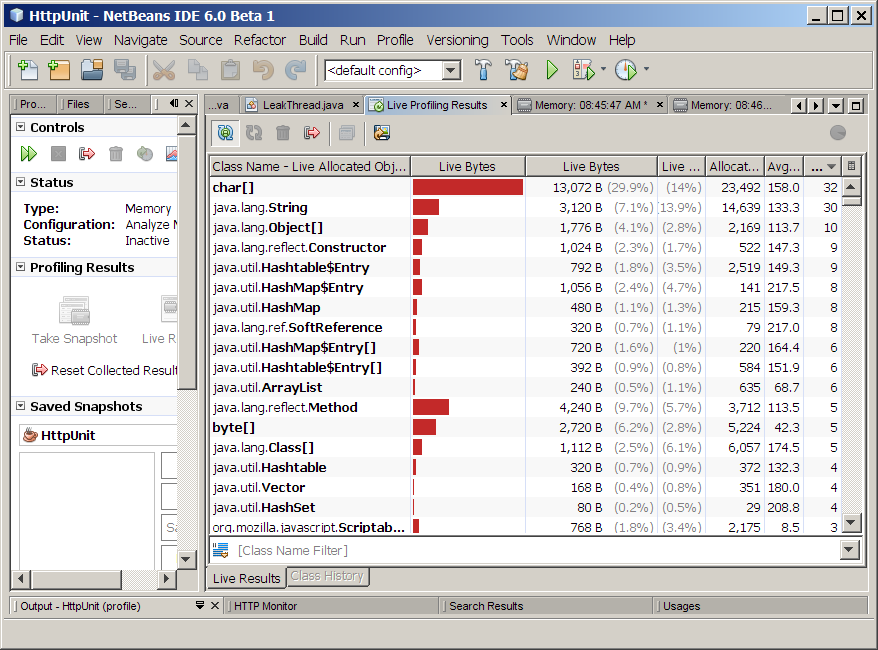 HttpUnit - NetBeans IDE 6.0 Beta 1
File Edit View Navigate Source Refactor Build Run Profile Versioning Tools Window Help
<default config>
Pro... Files Se... ...va LeakThread.java Live Profiling Results Memory: 08:45:47 AM * Memory: 08:46...
Controls
Status
Type: Memory
Configuration: Analyze M
Status: Inactive
Profiling Results
Take Snapshot Live R
Reset Collected Result
Saved Snapshots
HttpUnit
Sa
Class Name - Live Allocated Obj... Live Bytes Live Bytes Live ... Allocat... Avg... ...
char[] 13,072 B (29.9%) (14%) 23,492 158.0 32
java.lang.String 3,120 B (7.1%) (13.9%) 14,639 133.3 30
java.lang.Object[] 1,776 B (4.1%) (2.8%) 2,169 113.7 10
java.lang.reflect.Constructor 1,024 B (2.3%) (1.7%) 522 147.3 9
java.util.Hashtable$Entry 792 B (1.8%) (3.5%) 2,519 149.3 9
java.util.HashMap$Entry 1,056 B (2.4%) (4.7%) 141 217.5 8
java.util.HashMap 480 B (1.1%) (1.3%) 215 159.3 8
java.lang.ref.SoftReference 320 B (0.7%) (1.1%) 79 217.0 8
java.util.HashMap$Entry[] 720 B (1.6%) (1%) 220 164.4 6
java.util.Hashtable$Entry[] 392 B (0.9%) (0.8%) 584 151.9 6
java.util.ArrayList 240 B (0.5%) (1.1%) 635 68.7 6
java.lang.reflect.Method 4,240 B (9.7%) (5.7%) 3,712 113.5 5
byte[] 2,720 B (6.2%) (2.8%) 5,224 42.3 5
java.lang.Class[] 1,112 B (2.5%) (6.1%) 6,057 174.5 5
java.util.Hashtable 320 B (0.7%) (0.9%) 372 132.3 4
java.util.Vector 168 B (0.4%) (0.8%) 351 180.0 4
java.util.HashSet 80 B (0.2%) (0.5%) 29 208.8 4
org.mozilla.javascript.Scriptab... 768 B (1.8%) (3.4%) 2,175 8.5 3
[Class Name Filter]
Live Results Class History
Output - HttpUnit (profile) HTTP Monitor Search Results Usages